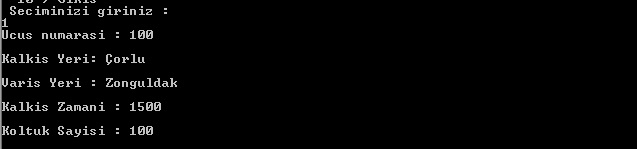 Seciminizi giriniz :
1
Ucus numarasi : 100
Kalkis Yeri: Çorlu
Varis Yeri : Zonguldak
Kalkis Zamani : 1500
Koltuk Sayisi : 100